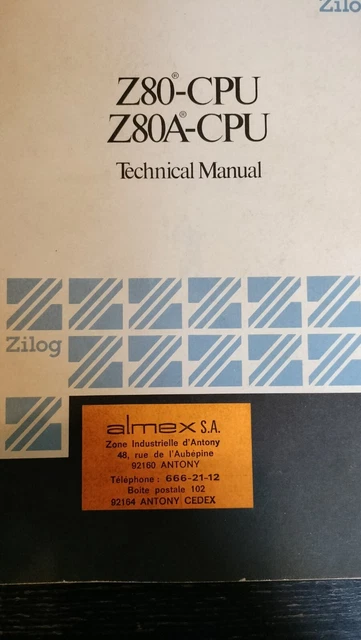 Zilo
Z80®-CPU
Z80A®-CPU
Technical Manual
Zilog
almex S.A.
Zone Industrielle d'Antony
48, rue de l'Aubépine
92160 ANTONY
Téléphone : 666-21-12
Boite postale 102
92164 ANTONY CEDEX